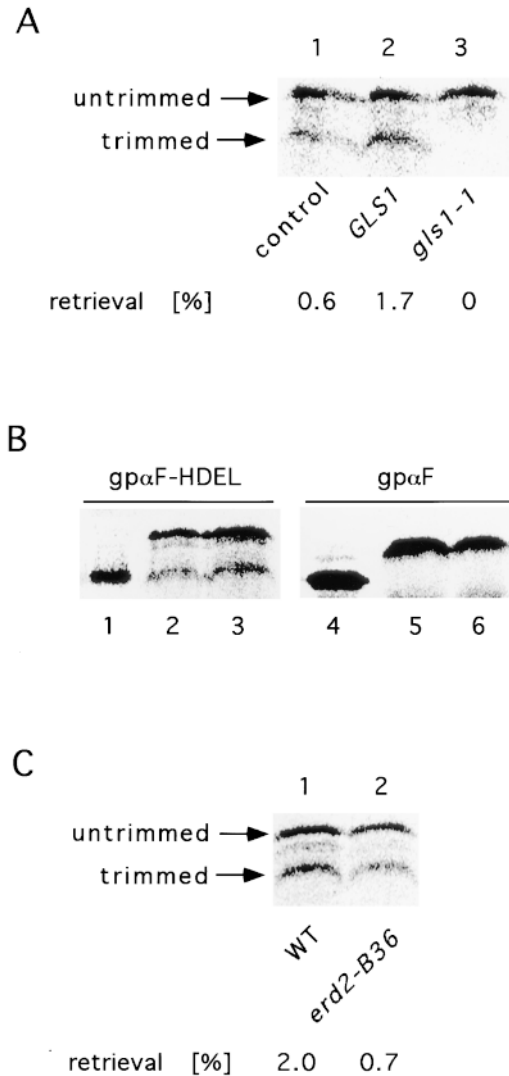 A
1 2 3
untrimmed
trimmed
control GLS1 gls1-1
retrieval [%] 0.6 1.7 0
B
gpαF-HDEL gpαF
1 2 3 4 5 6
C
1 2
untrimmed
trimmed
WT erd2-B36
retrieval [%] 2.0 0.7